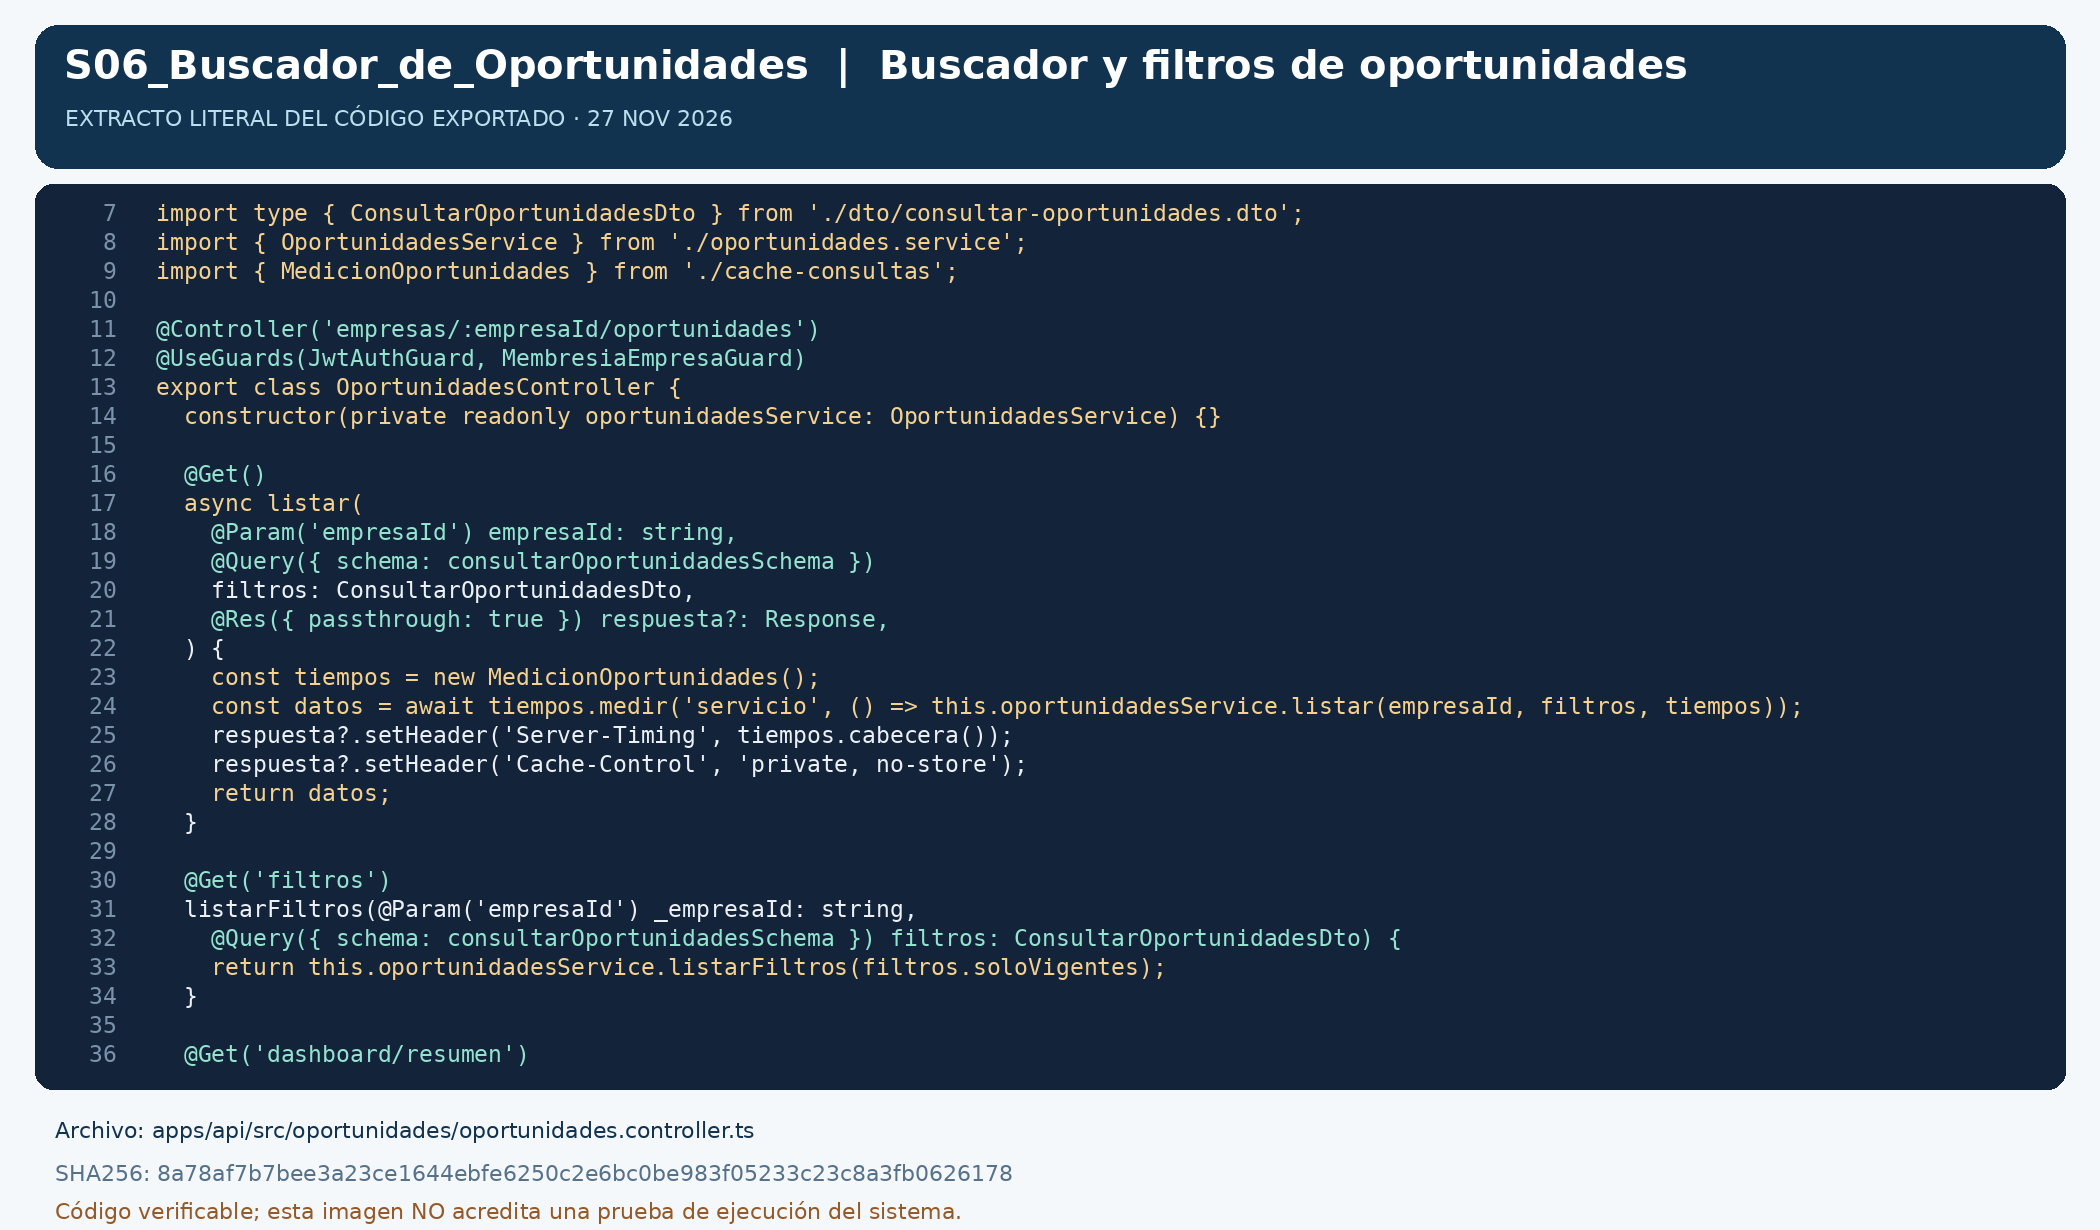 S06_Buscador_de_Oportunidades | Buscador y filtros de oportunidades
EXTRACTO LITERAL DEL CÓDIGO EXPORTADO · 27 NOV 2026
7 import type { ConsultarOportunidadesDto } from './dto/consultar-oportunidades.dto';
8 import { OportunidadesService } from './oportunidades.service';
9 import { MedicionOportunidades } from './cache-consultas';
10
11 @Controller('empresas/:empresaId/oportunidades')
12 @UseGuards(JwtAuthGuard, MembresiaEmpresaGuard)
13 export class OportunidadesController {
14   constructor(private readonly oportunidadesService: OportunidadesService) {}
15
16   @Get()
17   async listar(
18     @Param('empresaId') empresaId: string,
19     @Query({ schema: consultarOportunidadesSchema })
20     filtros: ConsultarOportunidadesDto,
21     @Res({ passthrough: true }) respuesta?: Response,
22   ) {
23     const tiempos = new MedicionOportunidades();
24     const datos = await tiempos.medir('servicio', () => this.oportunidadesService.listar(empresaId, filtros, tiempos));
25     respuesta?.setHeader('Server-Timing', tiempos.cabecera());
26     respuesta?.setHeader('Cache-Control', 'private, no-store');
27     return datos;
28   }
29
30   @Get('filtros')
31   listarFiltros(@Param('empresaId') _empresaId: string,
32     @Query({ schema: consultarOportunidadesSchema }) filtros: ConsultarOportunidadesDto) {
33     return this.oportunidadesService.listarFiltros(filtros.soloVigentes);
34   }
35
36   @Get('dashboard/resumen')
Archivo: apps/api/src/oportunidades/oportunidades.controller.ts
SHA256: 8a78af7b7bee3a23ce1644ebfe6250c2e6bc0be983f05233c23c8a3fb0626178
Código verificable; esta imagen NO acredita una prueba de ejecución del sistema.